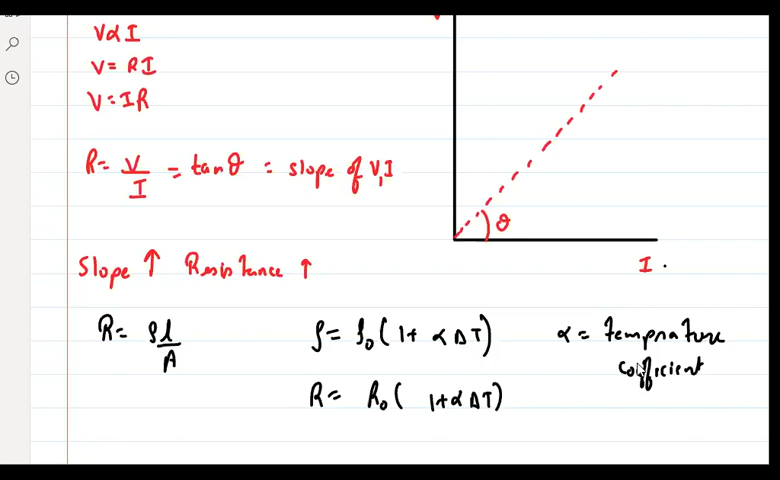 V α I
V = RI
V = IR
R = V/I = tanθ = slope of V,I
θ
I
Slope ↑ Resistance ↑
R = ρl/A
ρ = ρ₀(1+ αΔT)
α = temprature
coefficient
R = R₀( 1+αΔT)